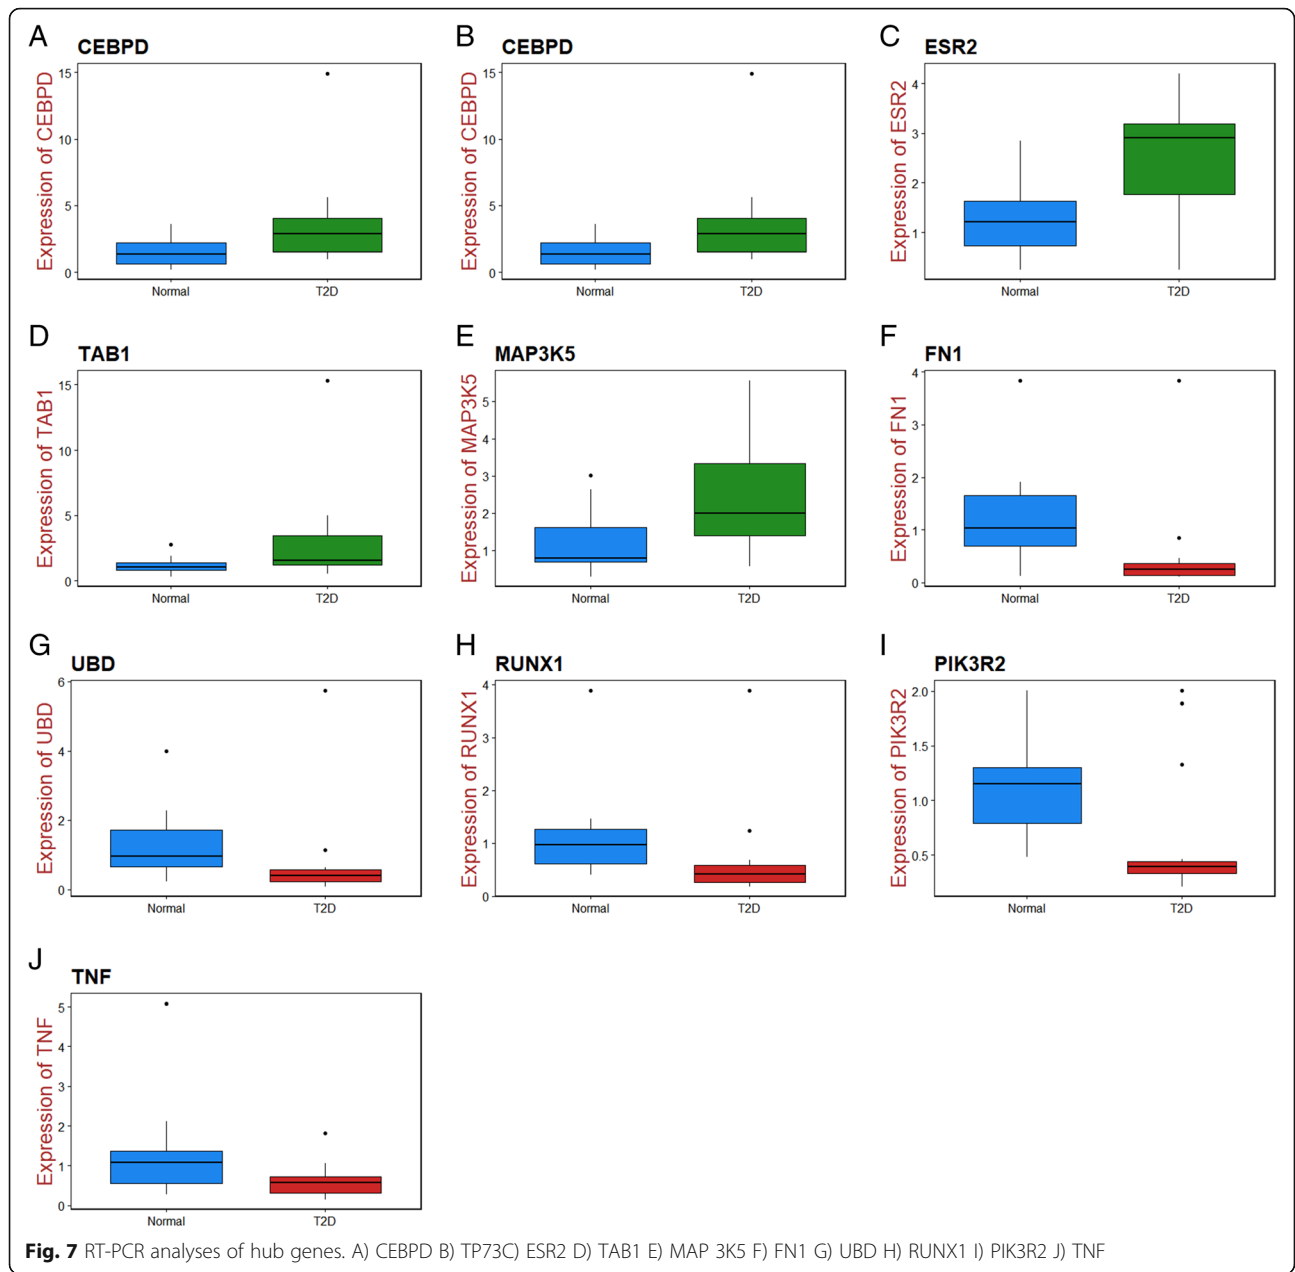 A
CEBPD
Expression of CEBPD
15
10
5
0
Normal T2D
B
CEBPD
Expression of CEBPD
15
10
5
0
Normal T2D
C
ESR2
Expression of ESR2
4
3
2
1
Normal T2D
D
TAB1
Expression of TAB1
15
10
5
0
Normal T2D
E
MAP3K5
Expression of MAP3K5
5
4
3
2
1
Normal T2D
F
FN1
Expression of FN1
4
3
2
1
0
Normal T2D
G
UBD
Expression of UBD
6
4
2
0
Normal T2D
H
RUNX1
Expression of RUNX1
4
3
2
1
0
Normal T2D
I
PIK3R2
Expression of PIK3R2
2.0
1.5
1.0
0.5
Normal T2D
J
TNF
Expression of TNF
5
4
3
2
1
0
Normal T2D
Fig. 7 RT-PCR analyses of hub genes. A) CEBPD B) TP73C) ESR2 D) TAB1 E) MAP 3K5 F) FN1 G) UBD H) RUNX1 I) PIK3R2 J) TNF